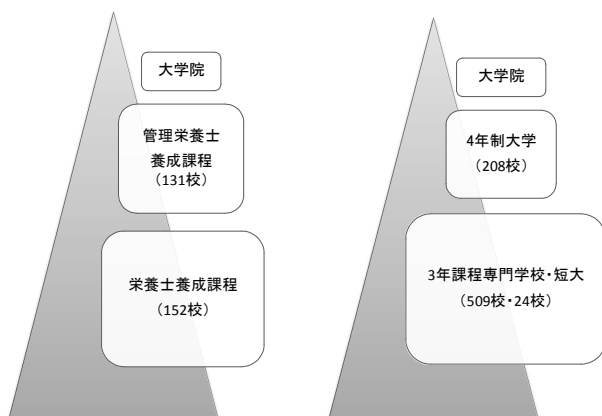 大学院
管理栄養士
養成課程
（131校）
栄養士養成課程
（152校）
大学院
4年制大学
（208校）
3年課程専門学校・短大
（509校・24校）